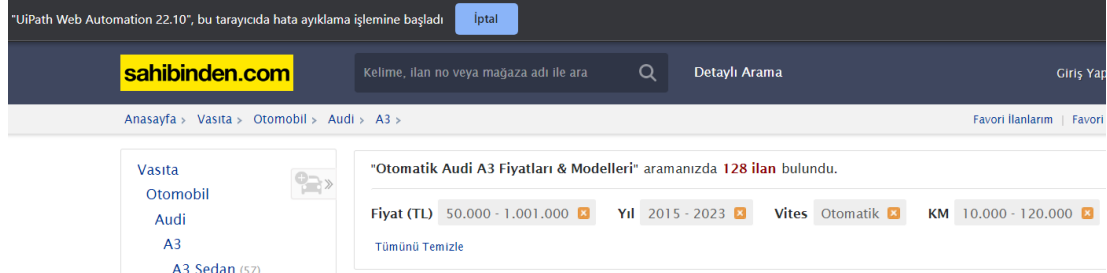 "UiPath Web Automation 22.10", bu tarayıcıda hata ayıklama işlemine başladı İptal
sahibinden.com Kelime, ilan no veya mağaza adı ile ara Detaylı Arama Giriş Yap
Anasayfa > Vasıta > Otomobil > Audi > A3 > Favori İlanlarım | Favori
Vasıta
Otomobil
Audi
A3
A3 Sedan (57)
"Otomatik Audi A3 Fiyatları & Modelleri" aramanızda 128 ilan bulundu.
Fiyat (TL) 50.000 - 1.001.000 Yıl 2015 - 2023 Vites Otomatik KM 10.000 - 120.000
Tümünü Temizle